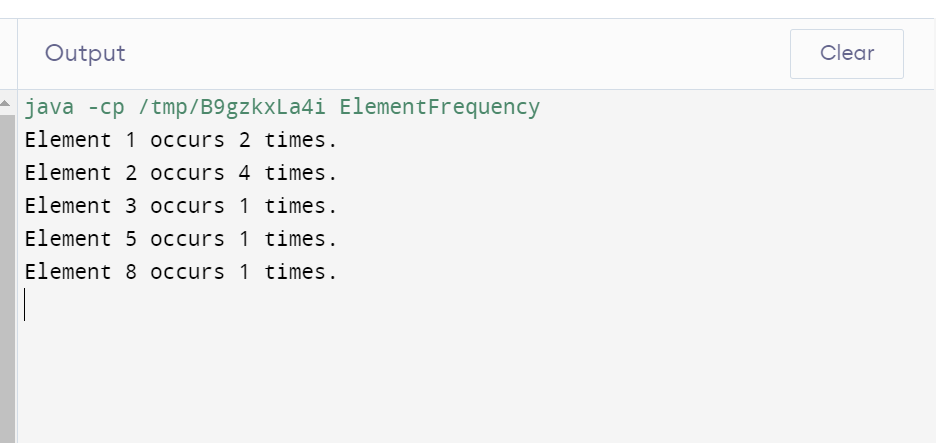 Output
Clear
java -cp /tmp/B9gzkxLa4i ElementFrequency
Element 1 occurs 2 times.
Element 2 occurs 4 times.
Element 3 occurs 1 times.
Element 5 occurs 1 times.
Element 8 occurs 1 times.